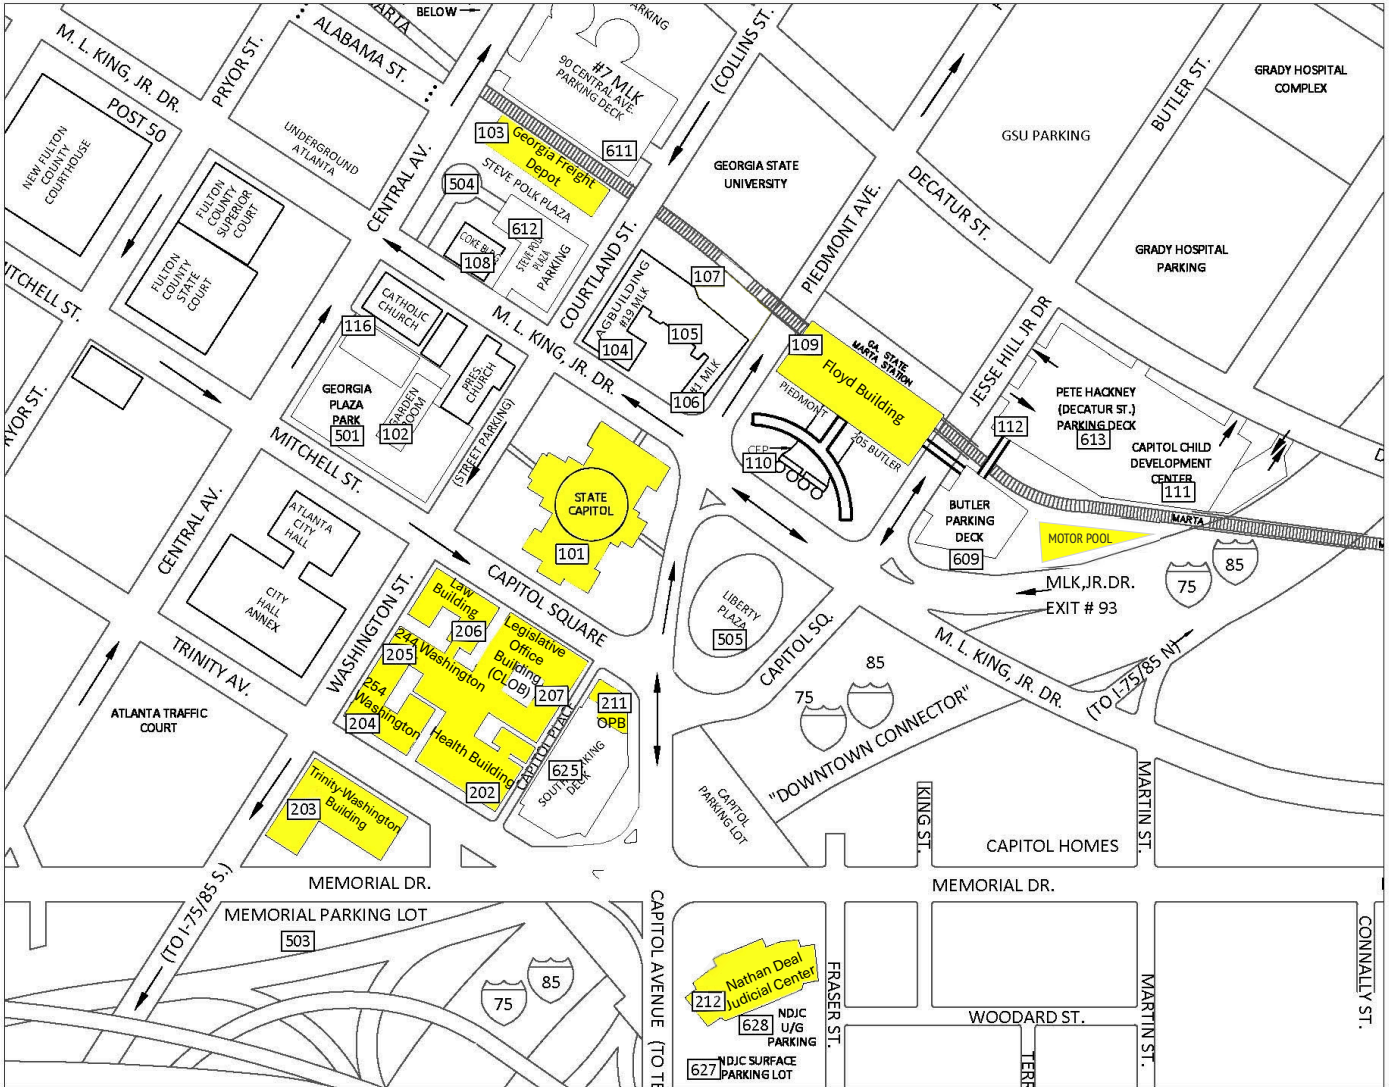 BELOW
ARTA
ALABAMA ST.
M. L. KING, JR. DR.
PRYOR ST.
POST 50
NEW FULTON
COUNTY
COURTHOUSE
UNDERGROUND
ATLANTA
CENTRAL AV.
FULTON
COUNTY
SUPERIOR
COURT
FULTON
COUNTY
STATE
COURT
MITCHELL ST.
PARKING
#7 MLK
90 CENTRAL AVE.
PARKING DECK
611
103
Georgia Freight
Depot
STEVE POLK PLAZA
504
612
STEVE POLK
PLAZA
PARKING
COKE BLDG
108
(COLLINS ST.
COURTLAND ST.
GEORGIA STATE
UNIVERSITY
PIEDMONT AVE.
DECATUR ST.
GSU PARKING
BUTLER ST.
GRADY HOSPITAL
COMPLEX
GRADY HOSPITAL
PARKING
JESSE HILL JR DR
107
AGBUILDING
#19 MLK
104
105
#1 MLK
106
M. L. KING, JR. DR.
109
Floyd Building
GA. STATE
MARTA STATION
PIEDMONT
205 BUTLER
CEP
110
112
PETE HACKNEY
(DECATUR ST.)
PARKING DECK
613
CAPITOL CHILD
DEVELOPMENT
CENTER
111
MARTA
M
D
BUTLER
PARKING
DECK
609
MOTOR POOL
MLK,JR.DR.
EXIT # 93
75
85
CATHOLIC
CHURCH
116
PRES.
CHURCH
GEORGIA
PLAZA
PARK
501
GARDEN
ROOM
102
(STREET PARKING)
MITCHELL ST.
RYOR ST.
STATE
CAPITOL
101
CENTRAL AV.
ATLANTA
CITY
HALL
CITY
HALL
ANNEX
WASHINGTON ST.
CAPITOL SQUARE
LIBERTY
PLAZA
505
CAPITOL SQ.
M. L. KING, JR. DR.
(TO I-75/85 N)
75
85
"DOWNTOWN CONNECTOR"
TRINITY AV.
ATLANTA TRAFFIC
COURT
Law
Building
206
244 Washington
205
254
Washington
204
Legislative
Office
Building
(CLOB)
207
Health Building
202
CAPITOL PLACE
211
OPB
625
SOUTH PARKING
DECK
Trinity-Washington
Building
203
CAPITOL
PARKING LOT
KING ST.
CAPITOL HOMES
MARTIN ST.
MEMORIAL DR.
MEMORIAL DR.
MEMORIAL PARKING LOT
503
(TO I-75/85 S.)
75
85
CAPITOL AVENUE (TO TE
Nathan Deal
Judicial Center
212
628
NDJC
U/G
PARKING
627
NDJC SURFACE
PARKING LOT
FRASER ST.
WOODARD ST.
TERR
MARTIN ST.
CONNALLY ST.